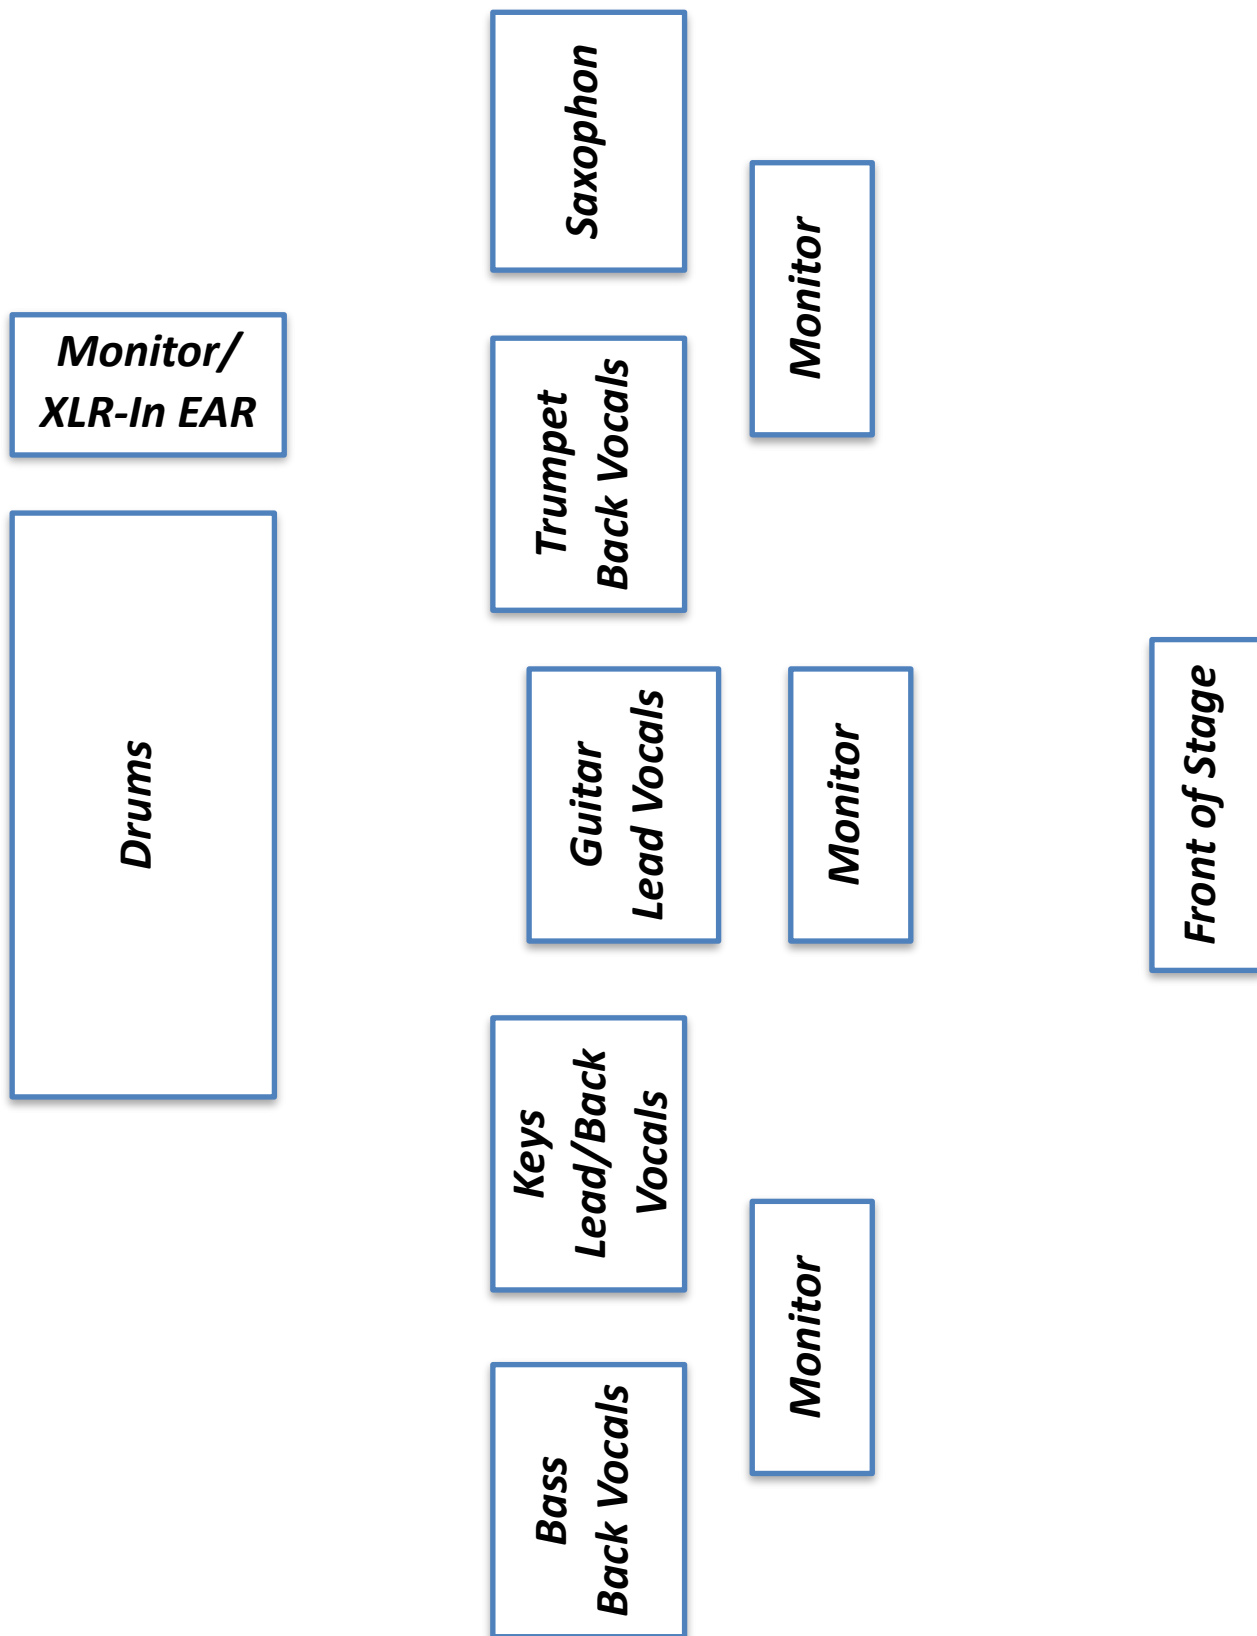 Monitor/
XLR-In EAR
Drums
Bass
Back Vocals
Keys
Lead/Back
Vocals
Guitar
Lead Vocals
Trumpet
Back Vocals
Saxophon
Monitor
Monitor
Monitor
Front of Stage